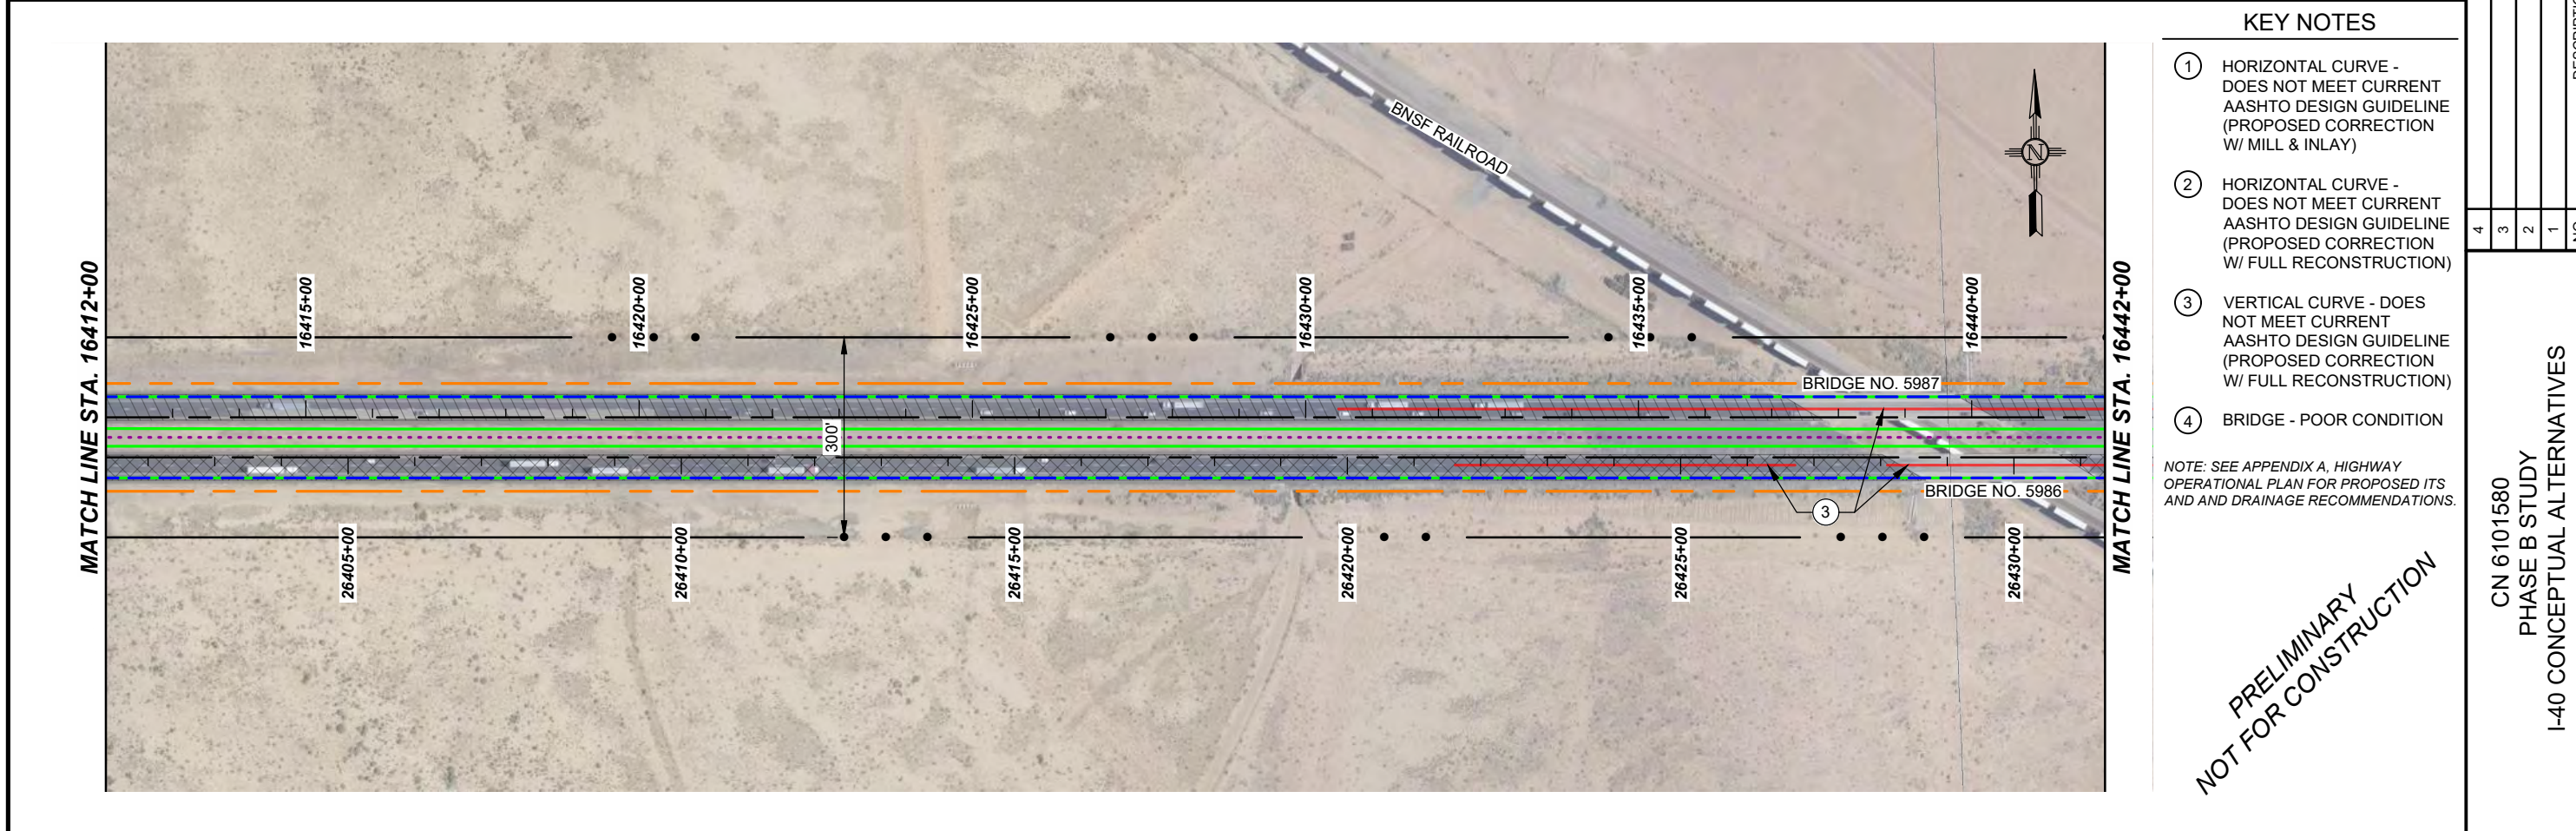 KEY NOTES
1 HORIZONTAL CURVE -
DOES NOT MEET CURRENT
AASHTO DESIGN GUIDELINE
(PROPOSED CORRECTION
W/ MILL & INLAY)
2 HORIZONTAL CURVE -
DOES NOT MEET CURRENT
AASHTO DESIGN GUIDELINE
(PROPOSED CORRECTION
W/ FULL RECONSTRUCTION)
3 VERTICAL CURVE - DOES
NOT MEET CURRENT
AASHTO DESIGN GUIDELINE
(PROPOSED CORRECTION
W/ FULL RECONSTRUCTION)
4 BRIDGE - POOR CONDITION
NOTE: SEE APPENDIX A, HIGHWAY
OPERATIONAL PLAN FOR PROPOSED ITS
AND AND DRAINAGE RECOMMENDATIONS.
PRELIMINARY
NOT FOR CONSTRUCTION
MATCH LINE STA. 16412+00
BNSF RAILROAD
N
16415+00
16420+00
16425+00
16430+00
16435+00
16440+00
BRIDGE NO. 5987
300'
BRIDGE NO. 5986
3
26405+00
26410+00
26415+00
26420+00
26425+00
26430+00
MATCH LINE STA. 16442+00
4
3
2
1
CN 6101580
PHASE B STUDY
I-40 CONCEPTUAL ALTERNATIVES